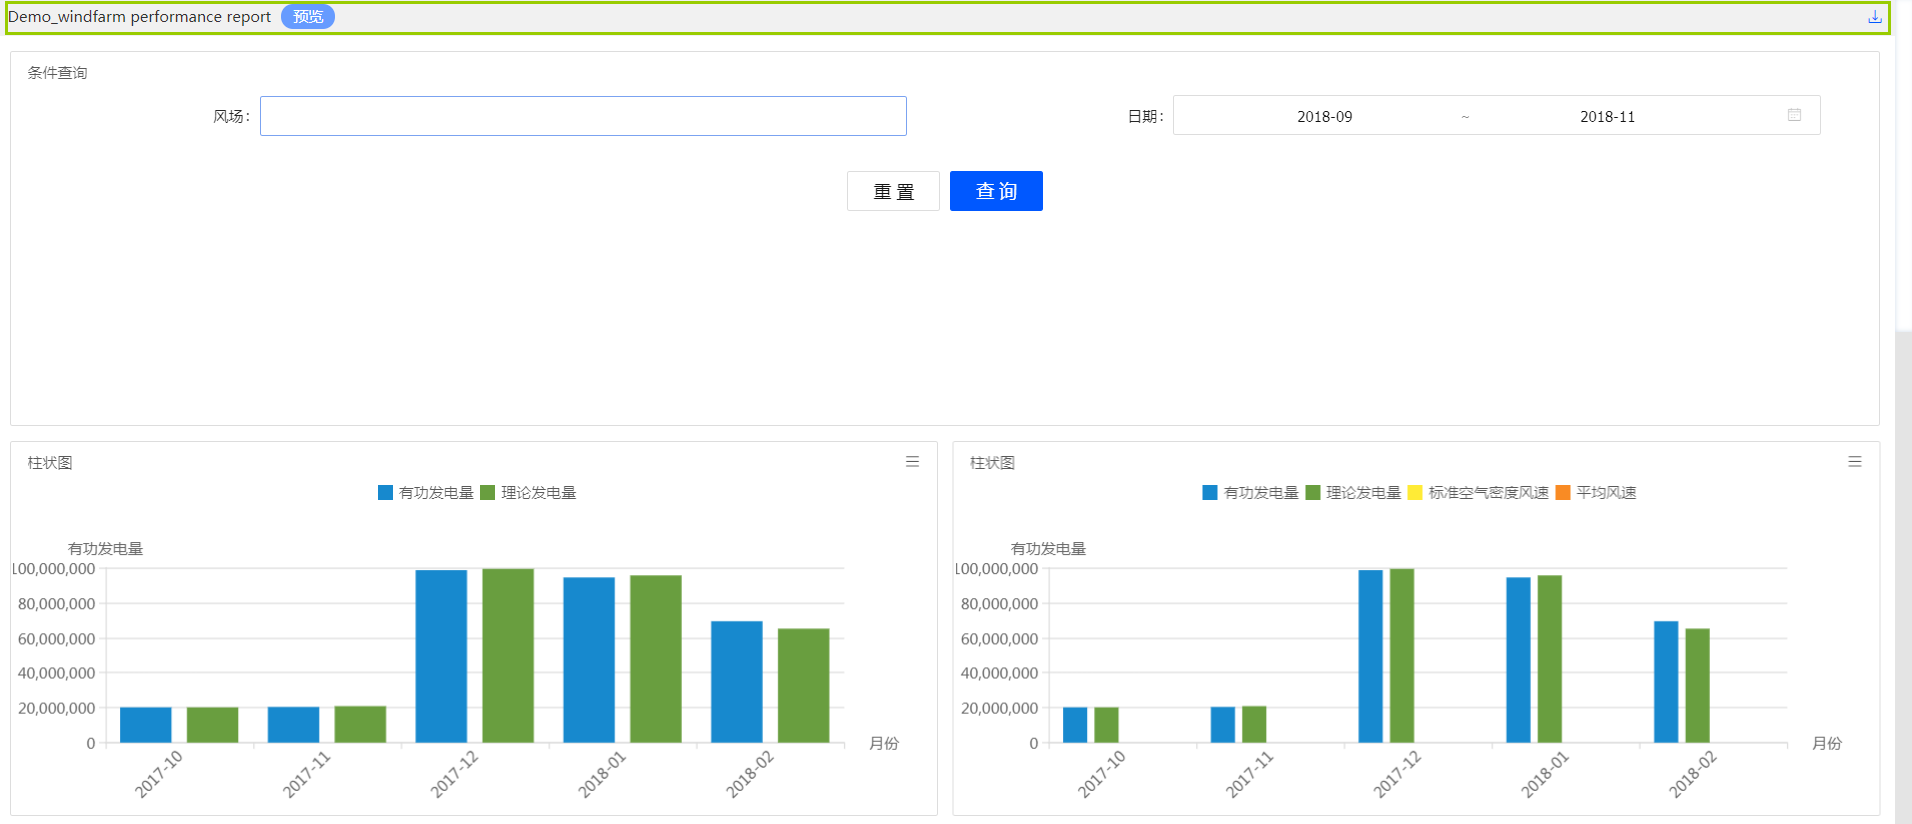 Demo_windfarm performance report 预览
条件查询
风场： 日期： 2018-09 ~ 2018-11
重置 查询
柱状图
有功发电量 理论发电量
有功发电量
100,000,000
80,000,000
60,000,000
40,000,000
20,000,000
0
月份
2017-10 2017-11 2017-12 2018-01 2018-02
柱状图
有功发电量 理论发电量 标准空气密度风速 平均风速
有功发电量
100,000,000
80,000,000
60,000,000
40,000,000
20,000,000
0
月份
2017-10 2017-11 2017-12 2018-01 2018-02